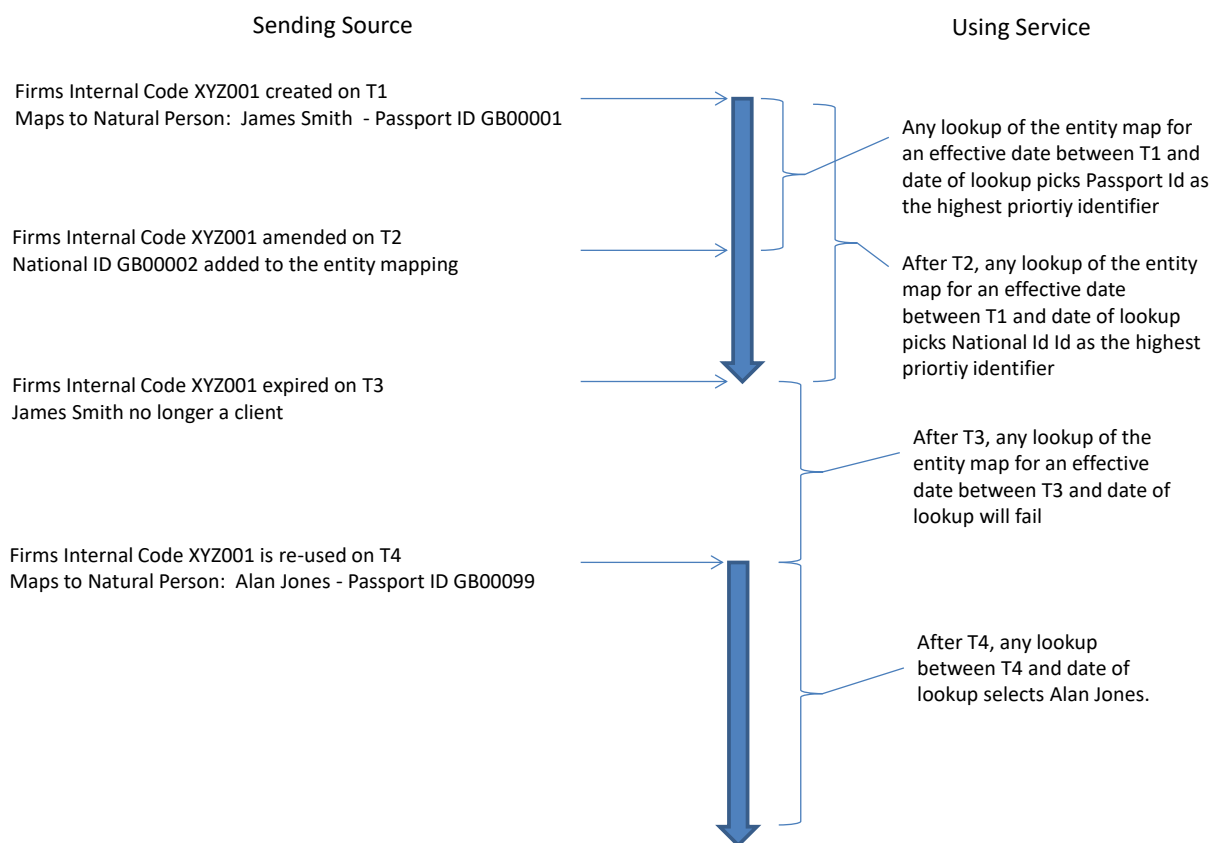 Sending Source
Using Service
Firms Internal Code XYZ001 created on T1
Maps to Natural Person:  James Smith  - Passport ID GB00001
Any lookup of the entity map for
an effective date between T1 and
date of lookup picks Passport Id as
the highest priortiy identifier
Firms Internal Code XYZ001 amended on T2
National ID GB00002 added to the entity mapping
After T2, any lookup of the entity
map for an effective date
between T1 and date of lookup
picks National Id Id as the highest
priortiy identifier
Firms Internal Code XYZ001 expired on T3
James Smith no longer a client
After T3, any lookup of the
entity map for an effective
date between T3 and date of
lookup will fail
Firms Internal Code XYZ001 is re-used on T4
Maps to Natural Person:  Alan Jones - Passport ID GB00099
After T4, any lookup
between T4 and date of
lookup selects Alan Jones.